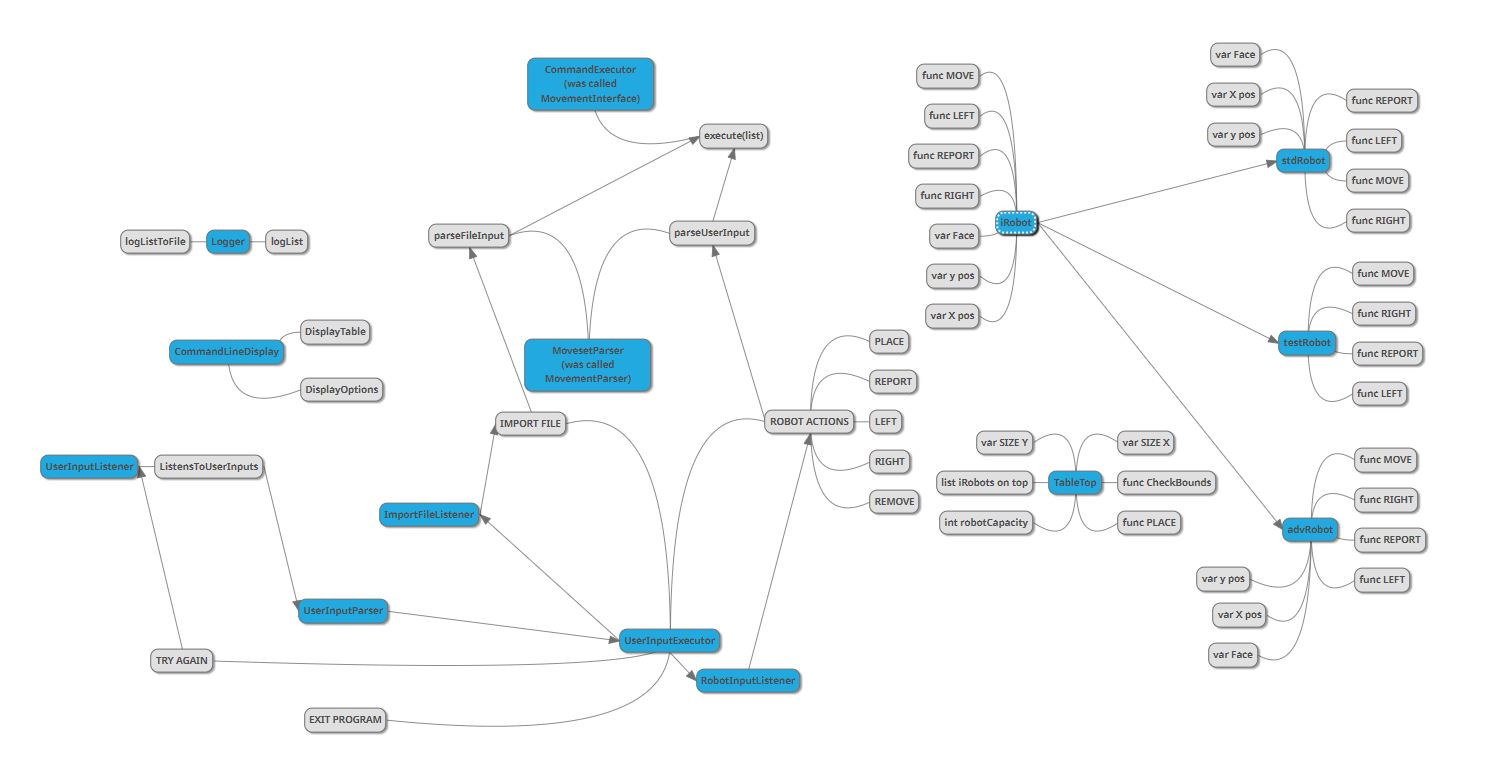 CommandExecutor
(was called
MovementInterface)
execute(list)
parseFileInput
parseUserInput
logListToFile
Logger
logList
DisplayTable
CommandLineDisplay
DisplayOptions
MovesetParser
(was called
MovementParser)
IMPORT FILE
ROBOT ACTIONS
PLACE
REPORT
LEFT
RIGHT
REMOVE
UserInputListener
ListensToUserInputs
ImportFileListener
UserInputParser
UserInputExecutor
TRY AGAIN
RobotInputListener
EXIT PROGRAM
func MOVE
func LEFT
func REPORT
func RIGHT
iRobot
var Face
var y pos
var X pos
var Face
var X pos
var y pos
stdRobot
func REPORT
func LEFT
func MOVE
func RIGHT
testRobot
func MOVE
func RIGHT
func REPORT
func LEFT
var SIZE Y
var SIZE X
list iRobots on top
TableTop
func CheckBounds
int robotCapacity
func PLACE
advRobot
func MOVE
func RIGHT
func REPORT
func LEFT
var y pos
var X pos
var Face